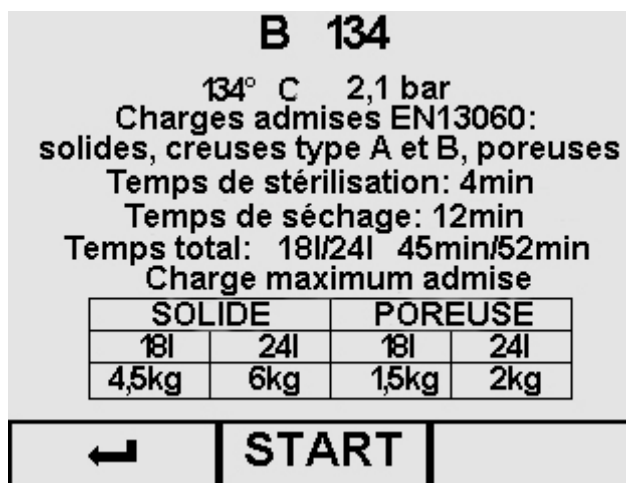 B 134
134° C 2,1 bar
Charges admises EN13060:
solides, creuses type A et B, poreuses
Temps de stérilisation: 4min
Temps de séchage: 12min
Temps total: 18l/24l 45min/52min
Charge maximum admise
SOLIDE POREUSE
18l 24l 18l 24l
4,5kg 6kg 1,5kg 2kg
START